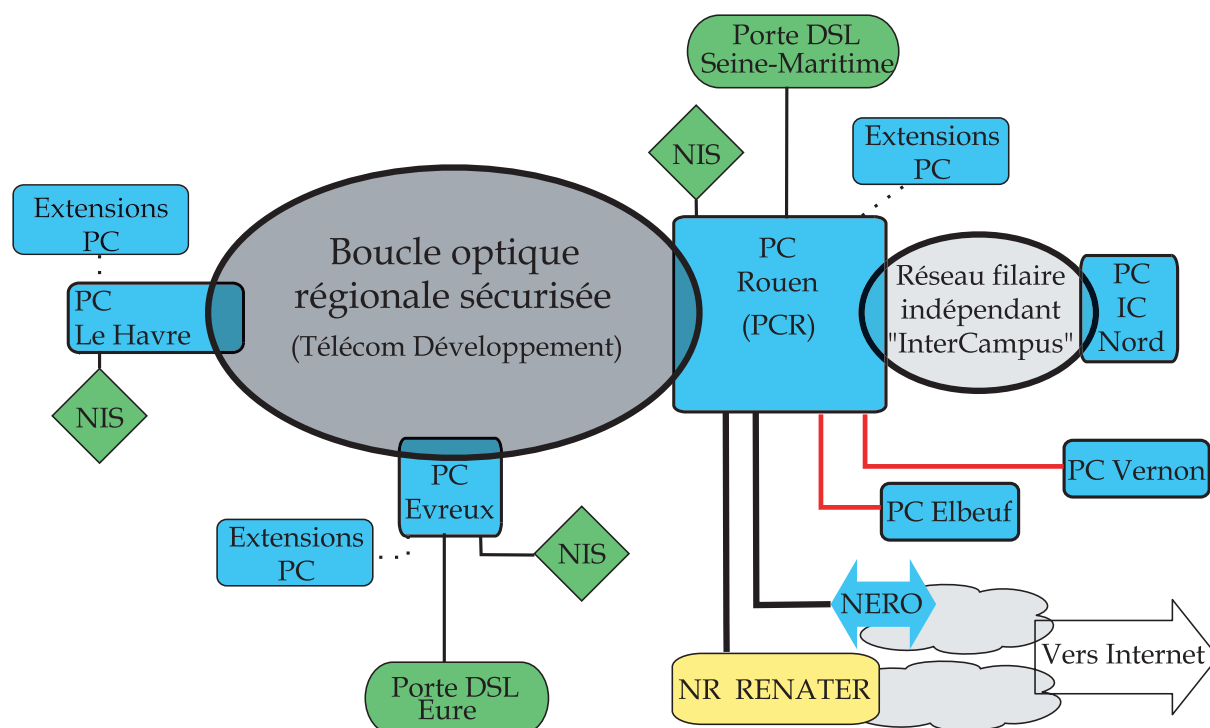 Porte DSL
Seine-Maritime
NIS
Extensions
PC
Extensions
PC
Boucle optique
régionale sécurisée
(Télécom Développement)
PC
Rouen
(PCR)
Réseau filaire
indépendant
"InterCampus"
PC
IC
Nord
PC
Le Havre
NIS
PC
Evreux
PC Vernon
PC Elbeuf
Extensions
PC
NIS
NERO
Vers Internet
NR RENATER
Porte DSL
Eure